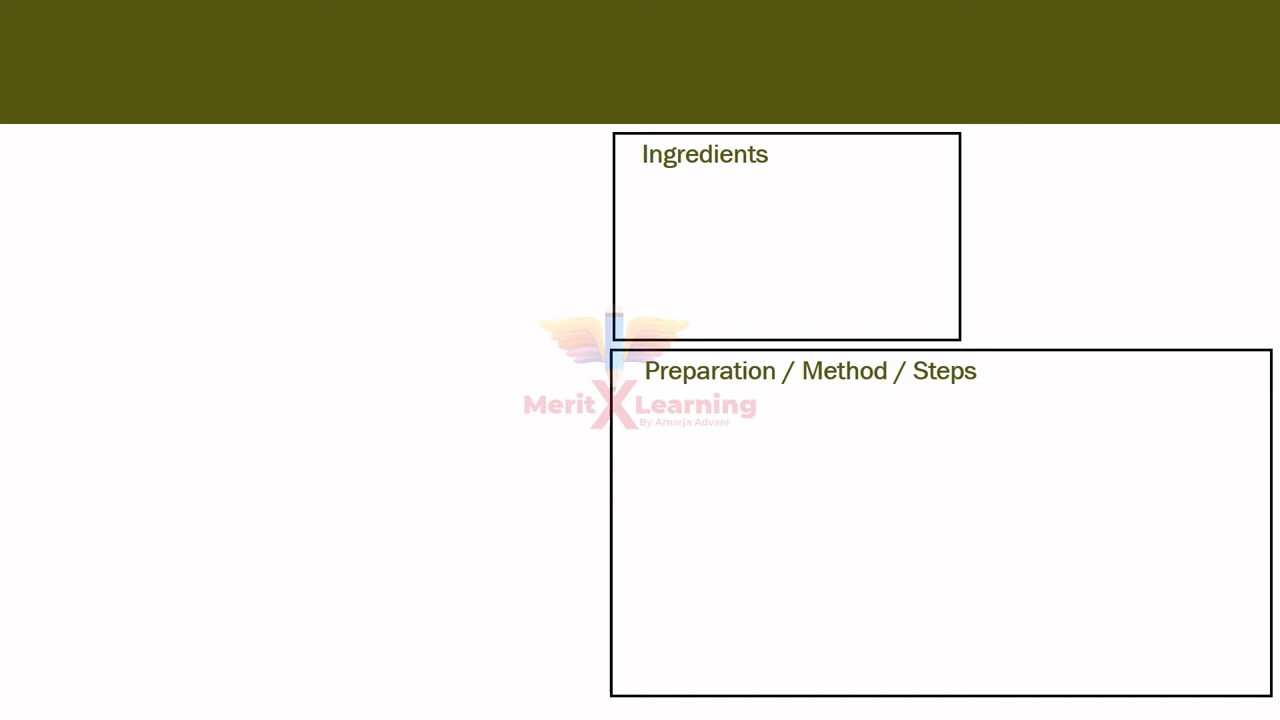 Ingredients
Preparation / Method / Steps
Merit X Learning
By Amarja Advani